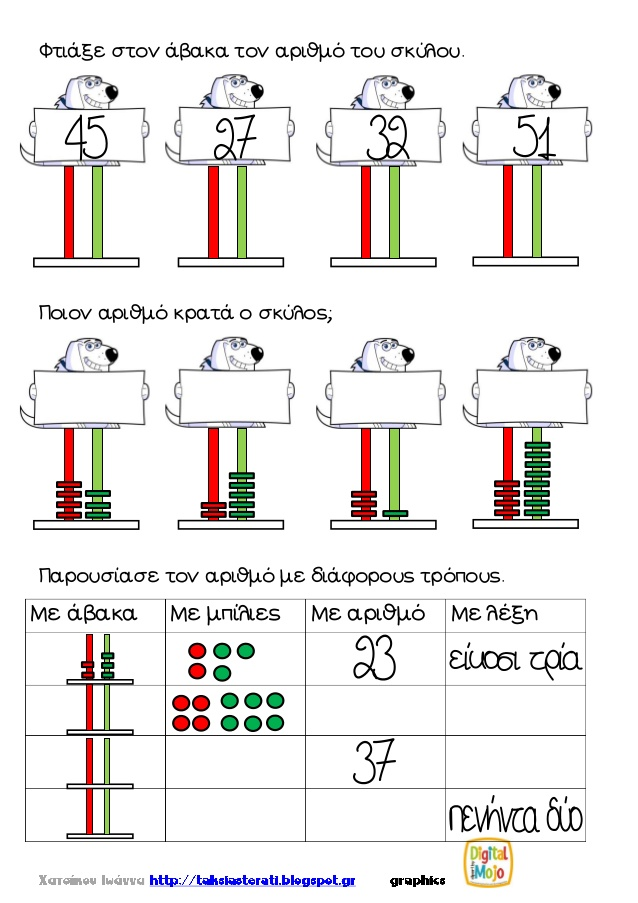 Φτιάξε στον άβακα τον αριθμό του σκύλου.
45 27 32 51
Ποιον αριθμό κρατά ο σκύλος;
Παρουσίασε τον αριθμό με διάφορους τρόπους.
Με άβακα Με μπίλιες Με αριθμό Με λέξη
23 είκοσι τρία
37
πενήντα δύο
Χατσίκου Ιωάννα http://taksiasterati.blogspot.gr graphics
Digital
Mojo